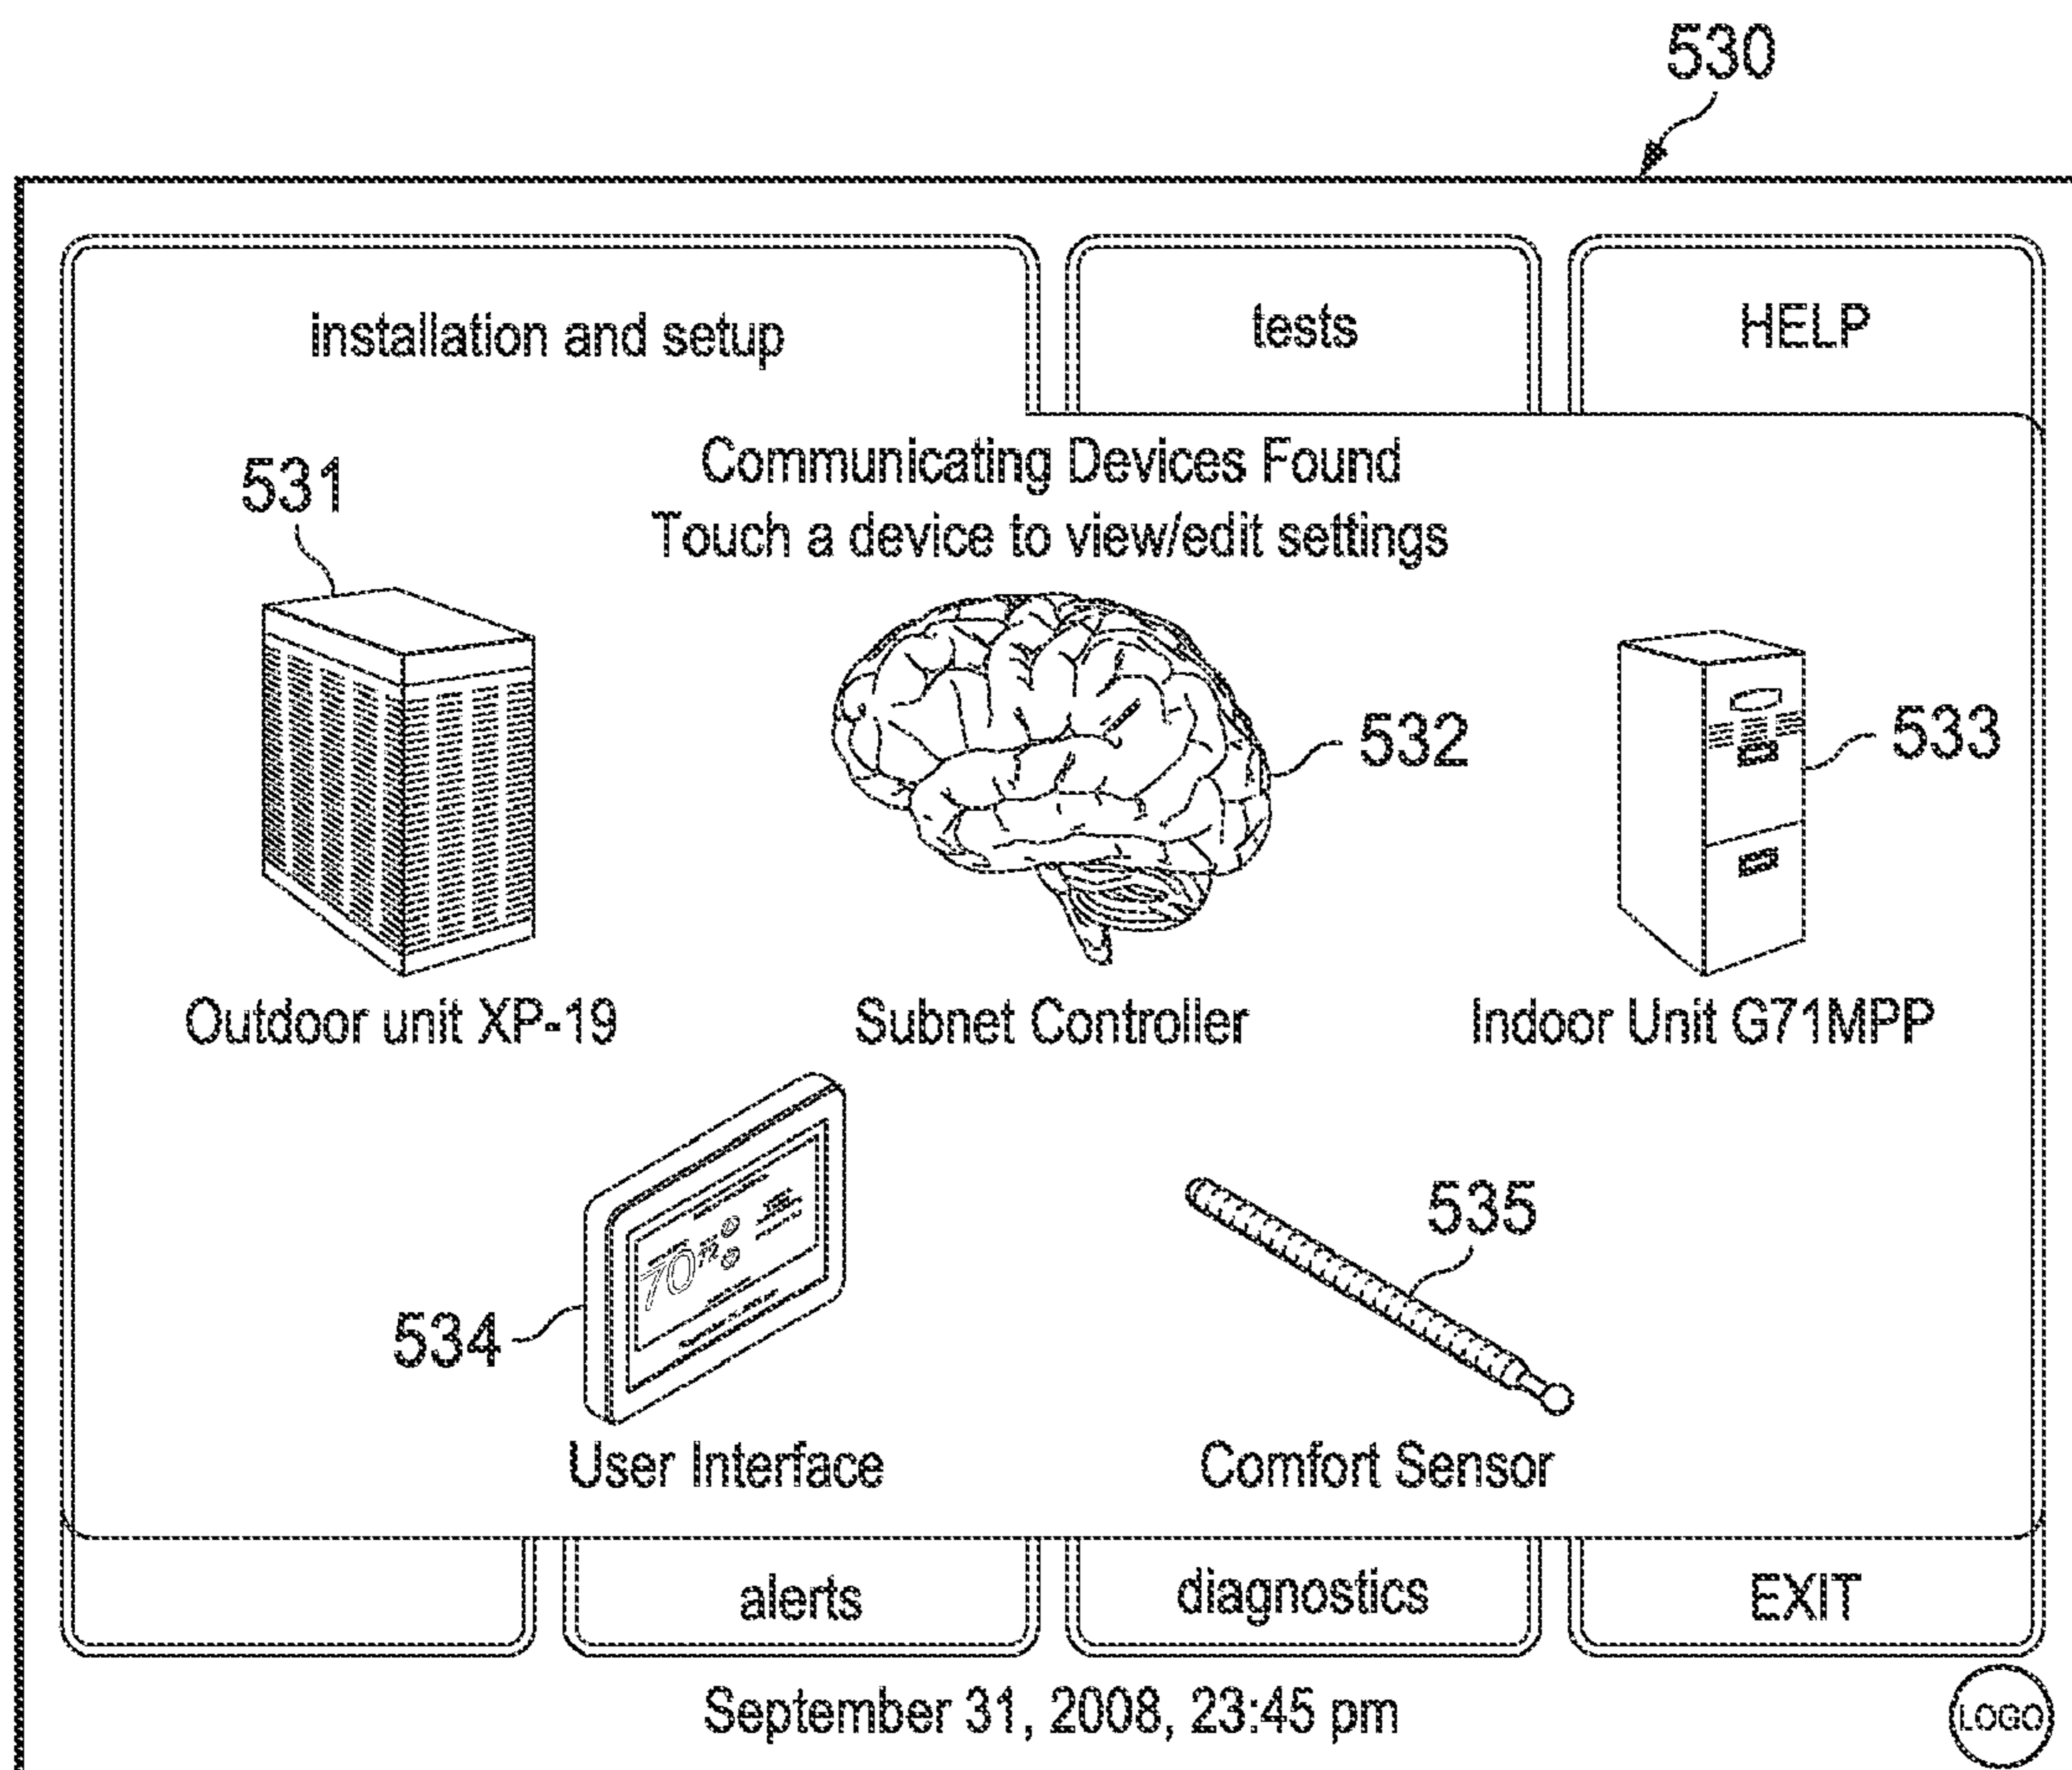 530
installation and setup
tests
HELP
Communicating Devices Found
Touch a device to view/edit settings
531
532
533
Outdoor unit XP-19
Subnet Controller
Indoor Unit G71MPP
70
534
535
User Interface
Comfort Sensor
alerts
diagnostics
EXIT
September 31, 2008, 23:45 pm
LOGO